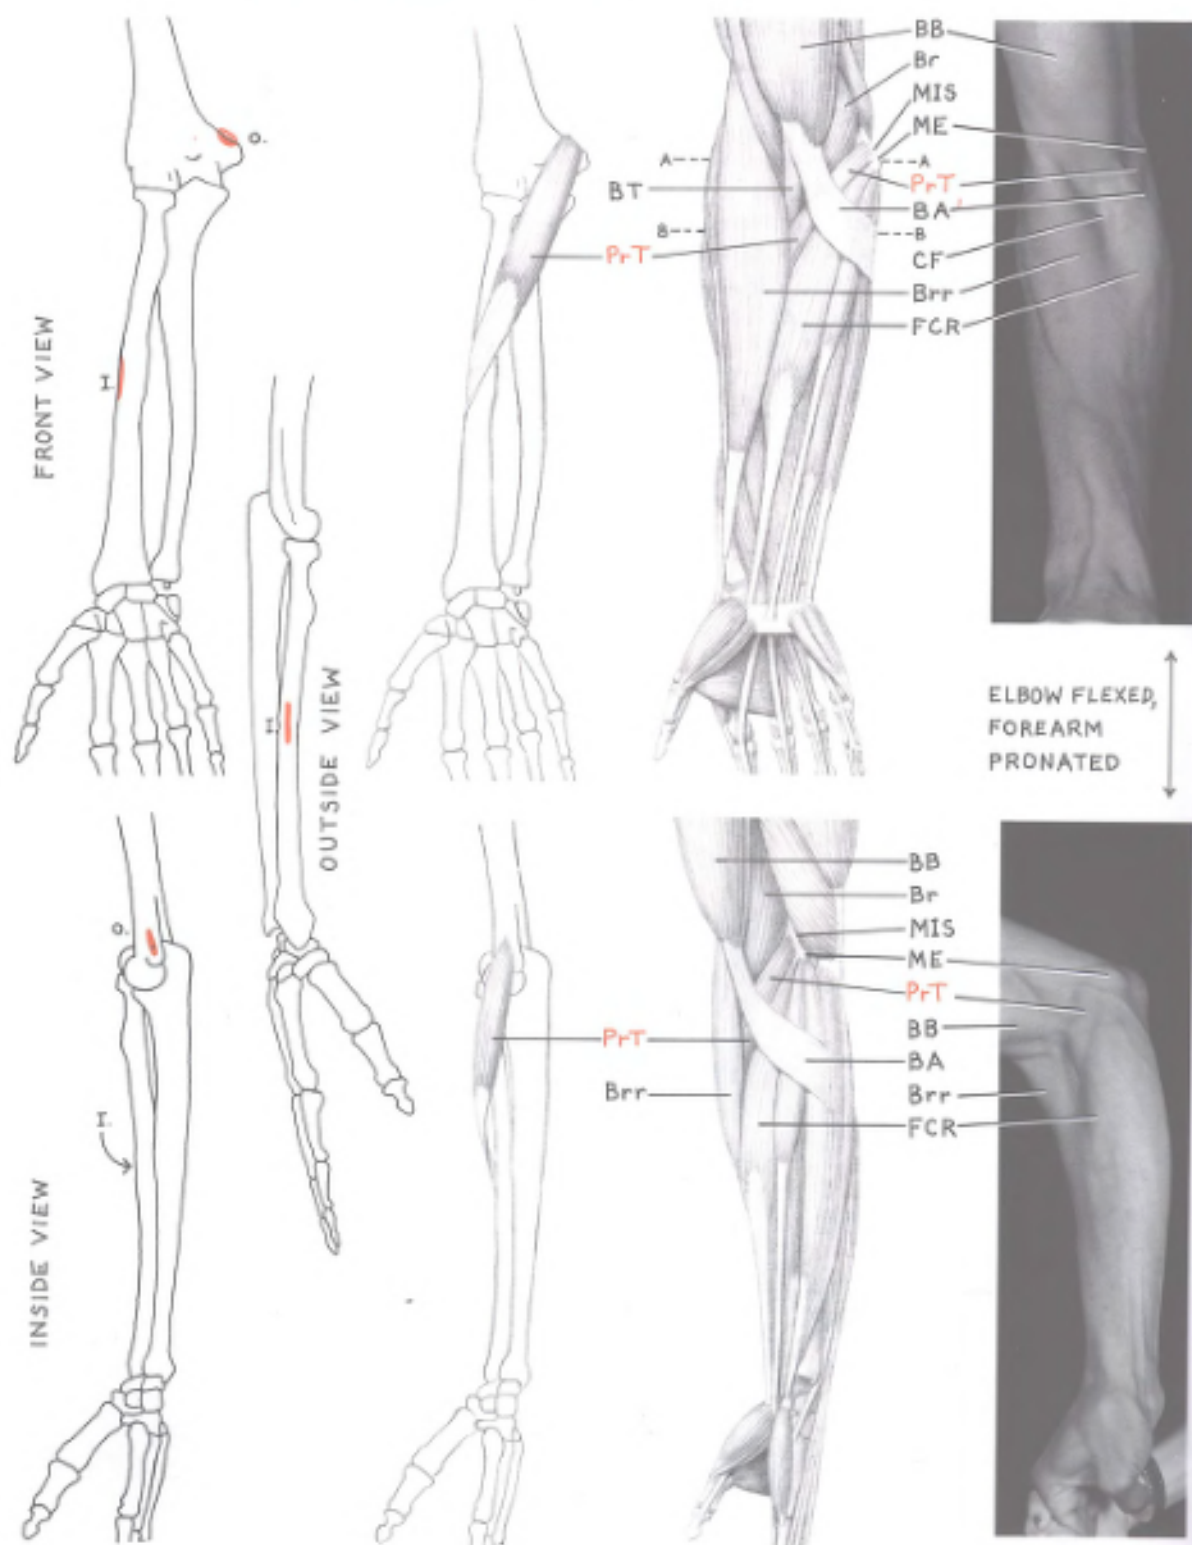 BB
Br
MIS
ME
O.
A
A
PrT
BT
BA
B
B
PrT
CF
Brr
FCR
FRONT VIEW
I.
ELBOW FLEXED,
FOREARM
PRONATED
I.
OUTSIDE VIEW
BB
Br
MIS
O.
ME
PrT
BB
PrT
BA
Brr
Brr
I.
FCR
INSIDE VIEW